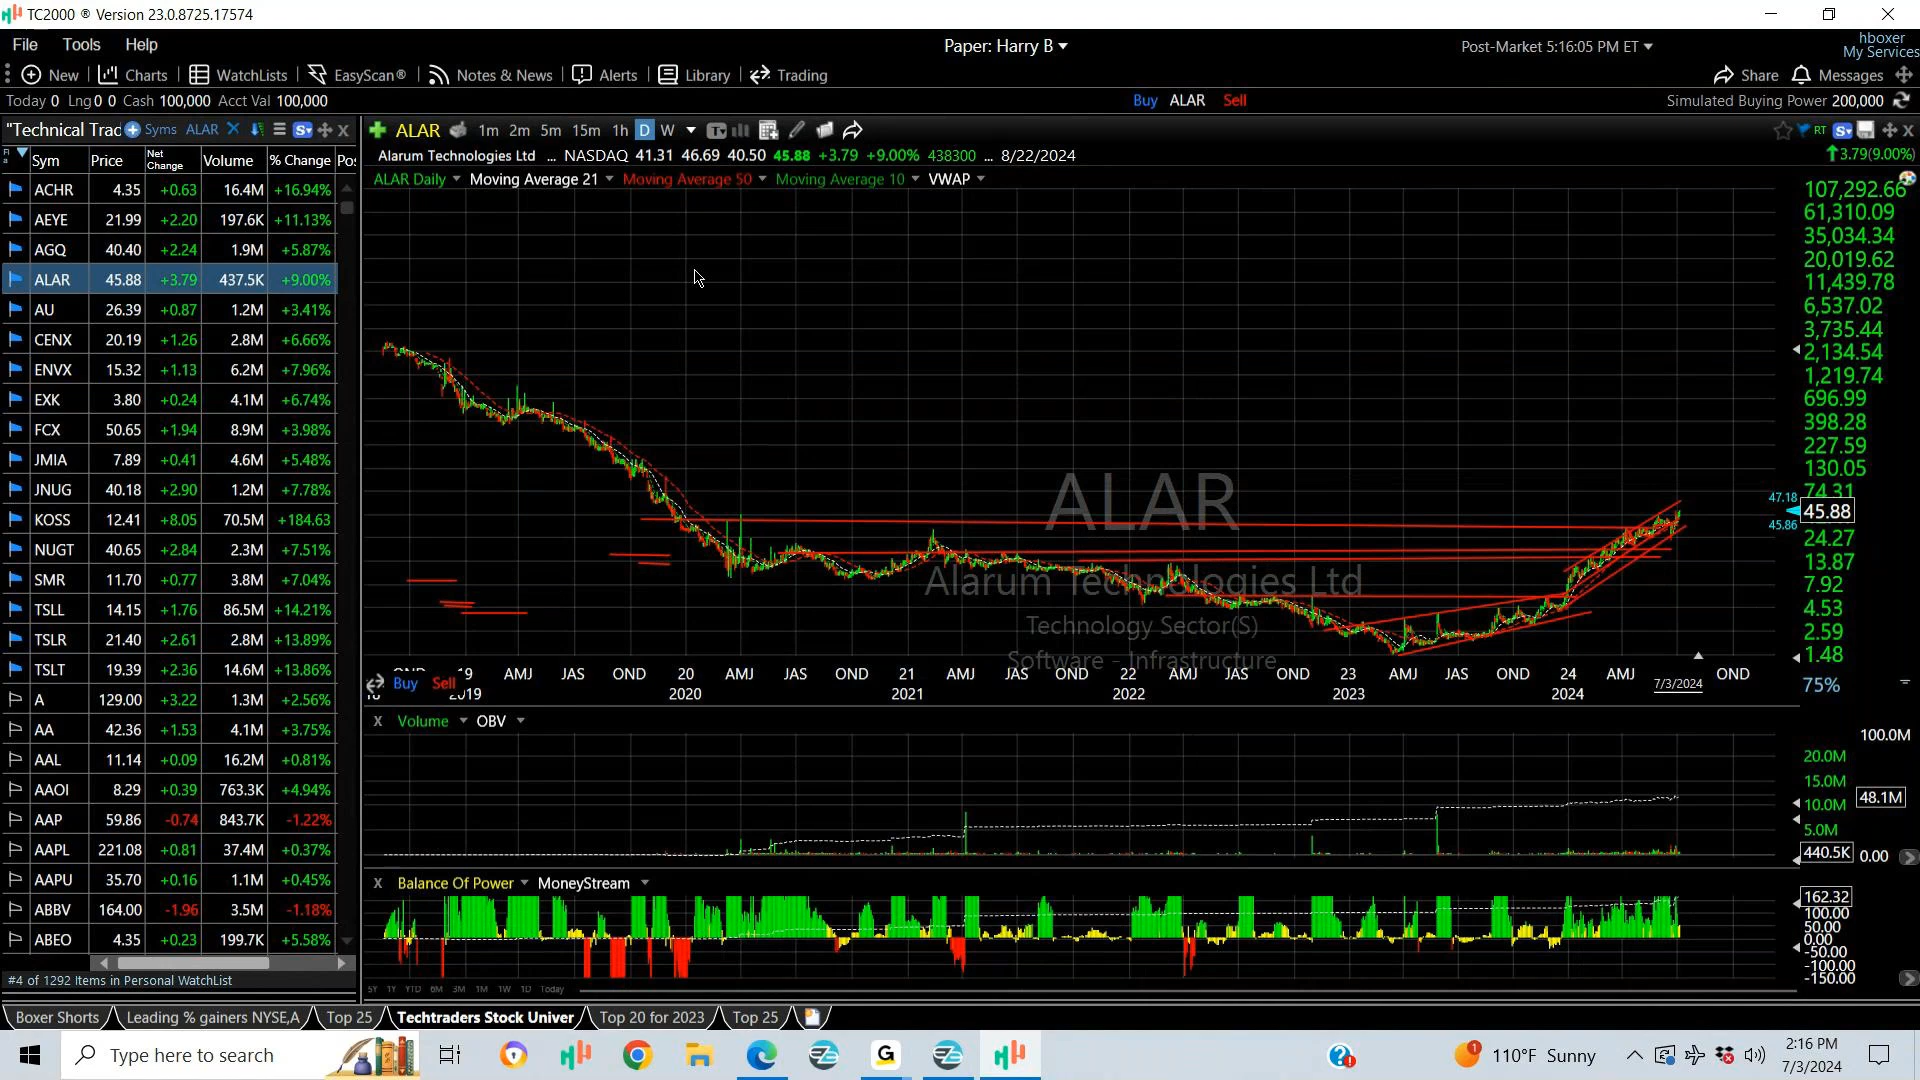 TC2000 ® Version 23.0.8725.17574
File Tools Help
Paper: Harry B
Post-Market 5:16:05 PM ET
hboxer
My Services
New Charts WatchLists EasyScan® Notes & News Alerts Library Trading
Share Messages
Today 0 Lng 0 0 Cash 100,000 Acct Val 100,000
Buy ALAR Sell
Simulated Buying Power 200,000
"Technical Trac Syms ALAR
Sym Price Net Change Volume % Change Pos
ACHR 4.35 +0.63 16.4M +16.94%
AEYE 21.99 +2.20 197.6K +11.13%
AGQ 40.40 +2.24 1.9M +5.87%
ALAR 45.88 +3.79 437.5K +9.00%
AU 26.39 +0.87 1.2M +3.41%
CENX 20.19 +1.26 2.8M +6.66%
ENVX 15.32 +1.13 6.2M +7.96%
EXK 3.80 +0.24 4.1M +6.74%
FCX 50.65 +1.94 8.9M +3.98%
JMIA 7.89 +0.41 4.6M +5.48%
JNUG 40.18 +2.90 1.2M +7.78%
KOSS 12.41 +8.05 70.5M +184.63
NUGT 40.65 +2.84 2.3M +7.51%
SMR 11.70 +0.77 3.8M +7.04%
TSLL 14.15 +1.76 86.5M +14.21%
TSLR 21.40 +2.61 2.8M +13.89%
TSLT 19.39 +2.36 14.6M +13.86%
A 129.00 +3.22 1.3M +2.56%
AA 42.36 +1.53 4.1M +3.75%
AAL 11.14 +0.09 16.2M +0.81%
AAOI 8.29 +0.39 763.3K +4.94%
AAP 59.86 -0.74 843.7K -1.22%
AAPL 221.08 +0.81 37.4M +0.37%
AAPU 35.70 +0.16 1.1M +0.45%
ABBV 164.00 -1.96 3.5M -1.18%
ABEO 4.35 +0.23 199.7K +5.58%
#4 of 1292 Items in Personal WatchList
ALAR 1m 2m 5m 15m 1h D W
RT
Alarum Technologies Ltd ... NASDAQ 41.31 46.69 40.50 45.88 +3.79 +9.00% 438300 ... 8/22/2024
3.79(9.00%)
ALAR Daily Moving Average 21 Moving Average 50 Moving Average 10 VWAP
107,292.66
61,310.09
35,034.34
20,019.62
11,439.78
6,537.02
3,735.44
2,134.54
1,219.74
696.99
398.28
227.59
130.05
74.31
47.18
45.88
45.86
24.27
13.87
7.92
4.53
2.59
1.48
75%
ALAR
Alarum Technologies Ltd
Technology Sector(S)
Software - Infrastructure
19 AMJ JAS OND 20 AMJ JAS OND 21 AMJ JAS OND 22 AMJ JAS OND 23 AMJ JAS OND 24 AMJ 7/3/2024 OND
2019 2020 2021 2022 2023 2024
Buy Sell
X Volume OBV
100.0M
20.0M
15.0M
10.0M
48.1M
5.0M
440.5K 0.00
X Balance Of Power MoneyStream
162.32
100.00
50.00
0.00
-50.00
-100.00
-150.00
5Y 1Y YTD 6M 3M 1M 1W 1D Today
Boxer Shorts Leading % gainers NYSE,A Top 25 Techtraders Stock Univer Top 20 for 2023 Top 25
Type here to search
110°F Sunny
2:16 PM
7/3/2024